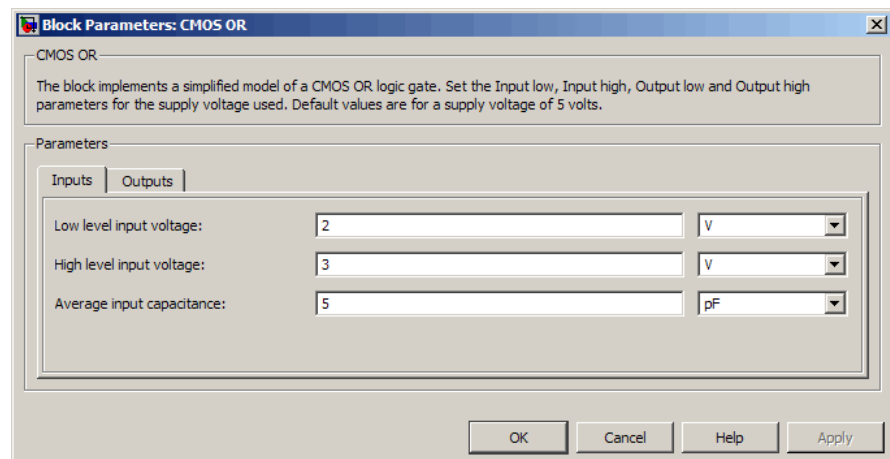 Block Parameters: CMOS OR
CMOS OR
The block implements a simplified model of a CMOS OR logic gate. Set the Input low, Input high, Output low and Output high
parameters for the supply voltage used. Default values are for a supply voltage of 5 volts.
Parameters
Inputs Outputs
Low level input voltage: 2 V
High level input voltage: 3 V
Average input capacitance: 5 pF
OK Cancel Help Apply